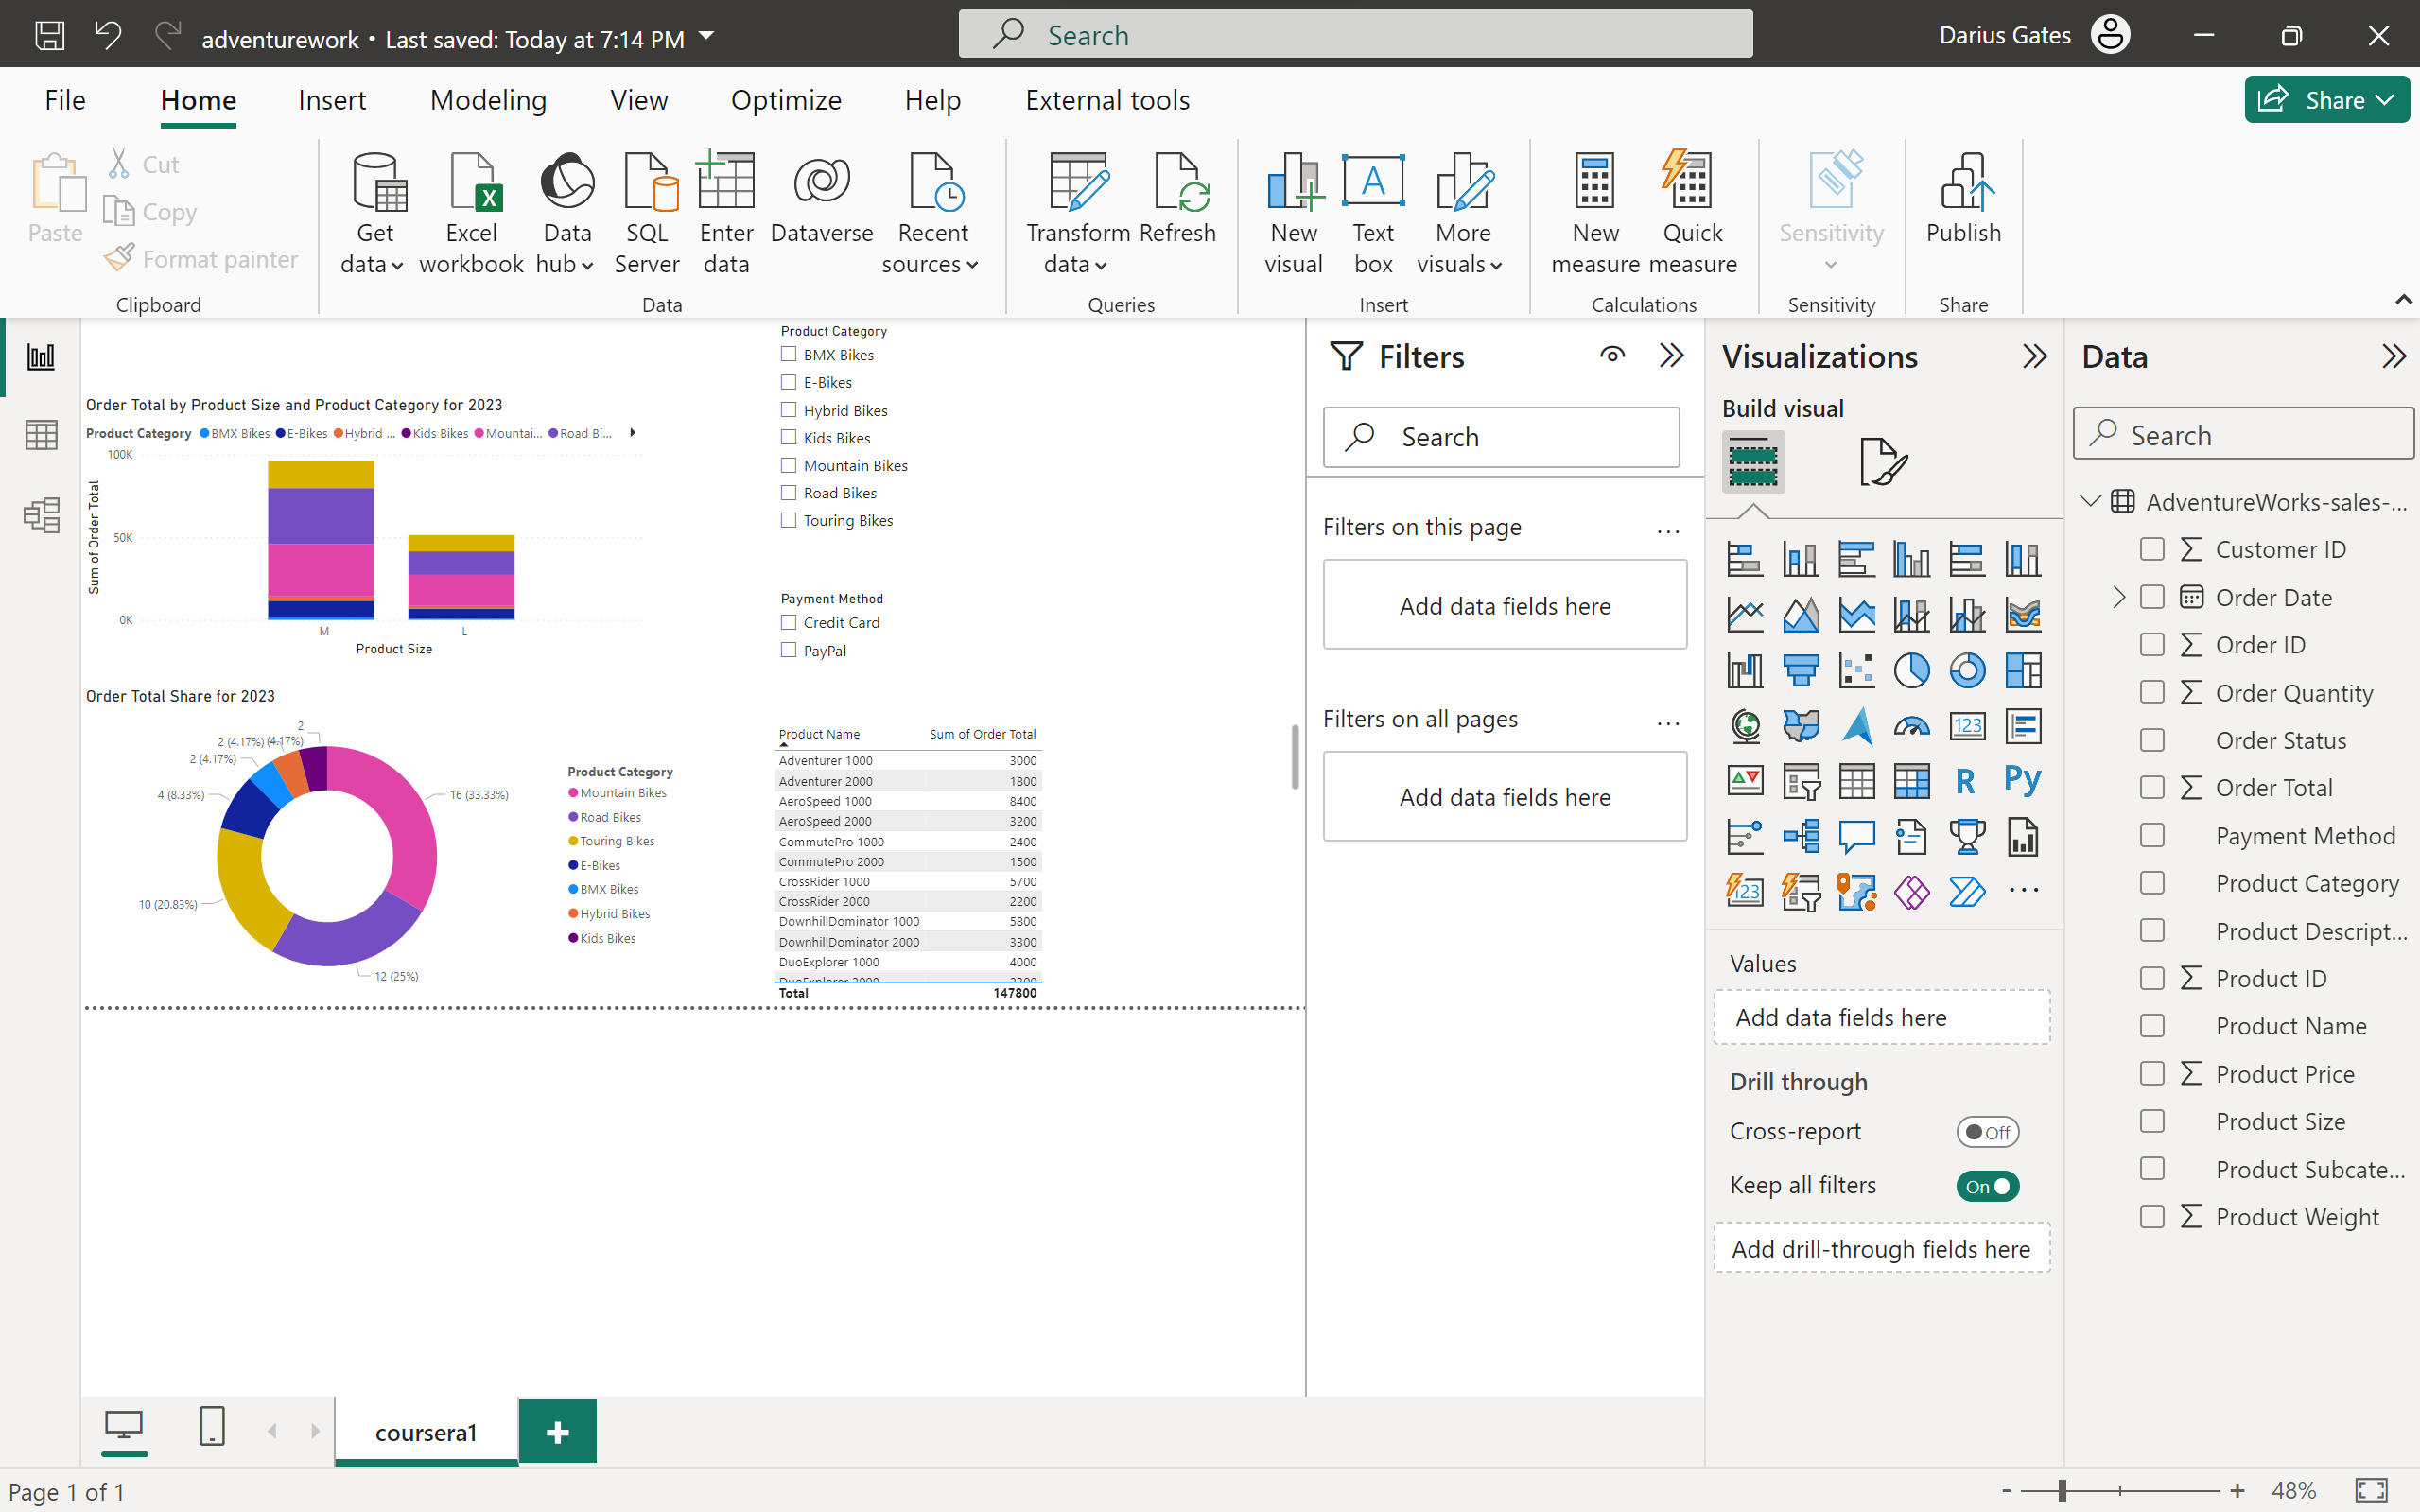 adventurework • Last saved: Today at 7:14 PM
Search
Darius Gates
File Home Insert Modeling View Optimize Help External tools
Share
Paste
Cut
Copy
Format painter
Clipboard
Get data
Excel workbook
Data hub
SQL Server
Enter data
Dataverse
Recent sources
Data
Transform data
Refresh
Queries
New visual
A
Text box
More visuals
Insert
New measure
Quick measure
Calculations
Sensitivity
Sensitivity
Publish
Share
Product Category
BMX Bikes
E-Bikes
Hybrid Bikes
Kids Bikes
Mountain Bikes
Road Bikes
Touring Bikes
Order Total by Product Size and Product Category for 2023
Product Category BMX Bikes E-Bikes Hybrid ... Kids Bikes Mountai... Road Bi...
100K
50K
0K
Sum of Order Total
M L
Product Size
Payment Method
Credit Card
PayPal
Order Total Share for 2023
2
2 (4.17%) (4.17%)
2 (4.17%)
4 (8.33%)
16 (33.33%)
10 (20.83%)
12 (25%)
Product Category
Mountain Bikes
Road Bikes
Touring Bikes
E-Bikes
BMX Bikes
Hybrid Bikes
Kids Bikes
Product Name Sum of Order Total
Adventurer 1000 3000
Adventurer 2000 1800
AeroSpeed 1000 8400
AeroSpeed 2000 3200
CommutePro 1000 2400
CommutePro 2000 1500
CrossRider 1000 5700
CrossRider 2000 2200
DownhillDominator 1000 5800
DownhillDominator 2000 3300
DuoExplorer 1000 4000
Total 147800
Filters
Search
Filters on this page ...
Add data fields here
Filters on all pages ...
Add data fields here
Visualizations
Build visual
123
R
Py
123
...
Values
Add data fields here
Drill through
Cross-report Off
Keep all filters On
Add drill-through fields here
Data
Search
AdventureWorks-sales-...
Customer ID
Order Date
Order ID
Order Quantity
Order Status
Order Total
Payment Method
Product Category
Product Descript...
Product ID
Product Name
Product Price
Product Size
Product Subcate...
Product Weight
coursera1
Page 1 of 1
- + 48%